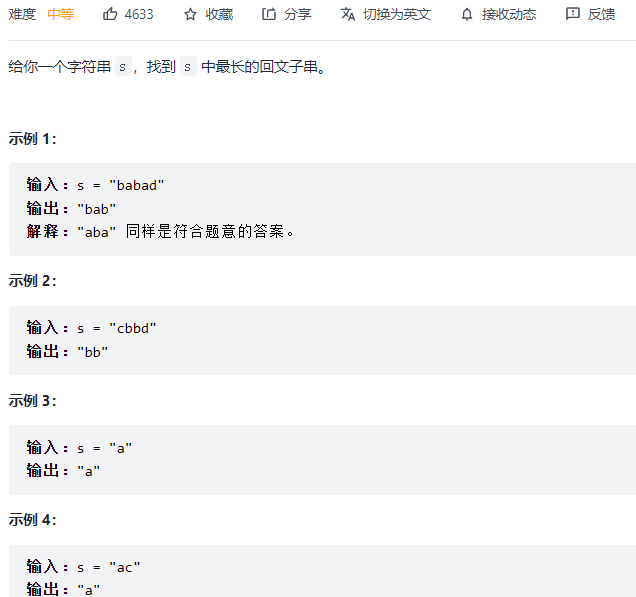 难度 中等 4633 收藏 分享 切换为英文 接收动态 反馈
给你一个字符串 s，找到 s 中最长的回文子串。
示例 1：
输入：s = "babad"
输出："bab"
解释："aba" 同样是符合题意的答案。
示例 2：
输入：s = "cbbd"
输出："bb"
示例 3：
输入：s = "a"
输出："a"
示例 4：
输入：s = "ac"
输出："a"